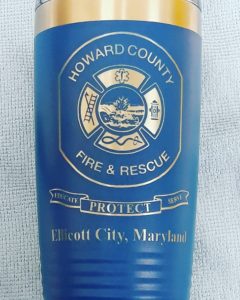 HOWARD COUNTY
FIRE & RESCUE
EDUCATE PROTECT SERVE
Ellicott City, Maryland